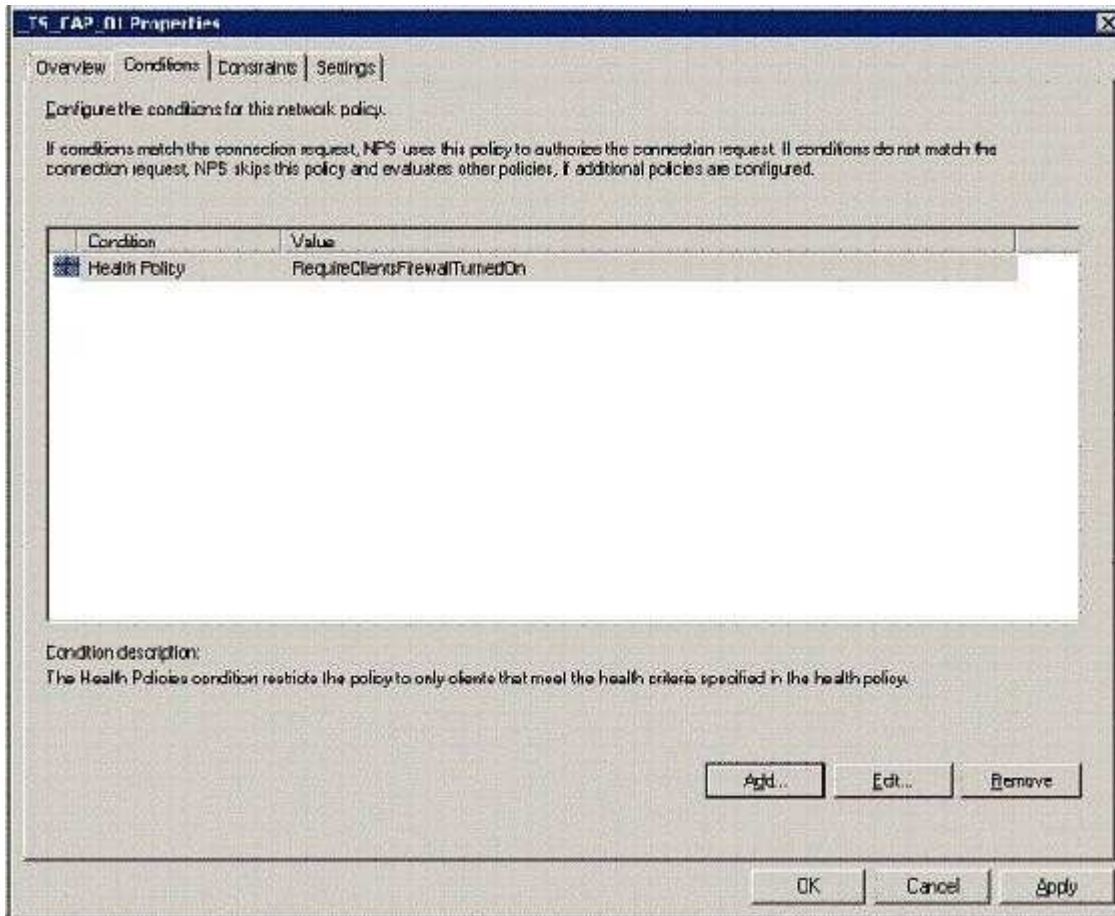 _TS_CAP_01 Properties
Overview Conditions Constraints Settings
Configure the conditions for this network policy.
If conditions match the connection request, NPS uses this policy to authorize the connection request. If conditions do not match the
connection request, NPS skips this policy and evaluates other policies, if additional policies are configured.
Condition Value
Health Policy RequireClientsFirewallTurnedOn
Condition description:
The Health Policies condition restricts the policy to only clients that meet the health criteria specified in the health policy.
Add... Edit... Remove
OK Cancel Apply